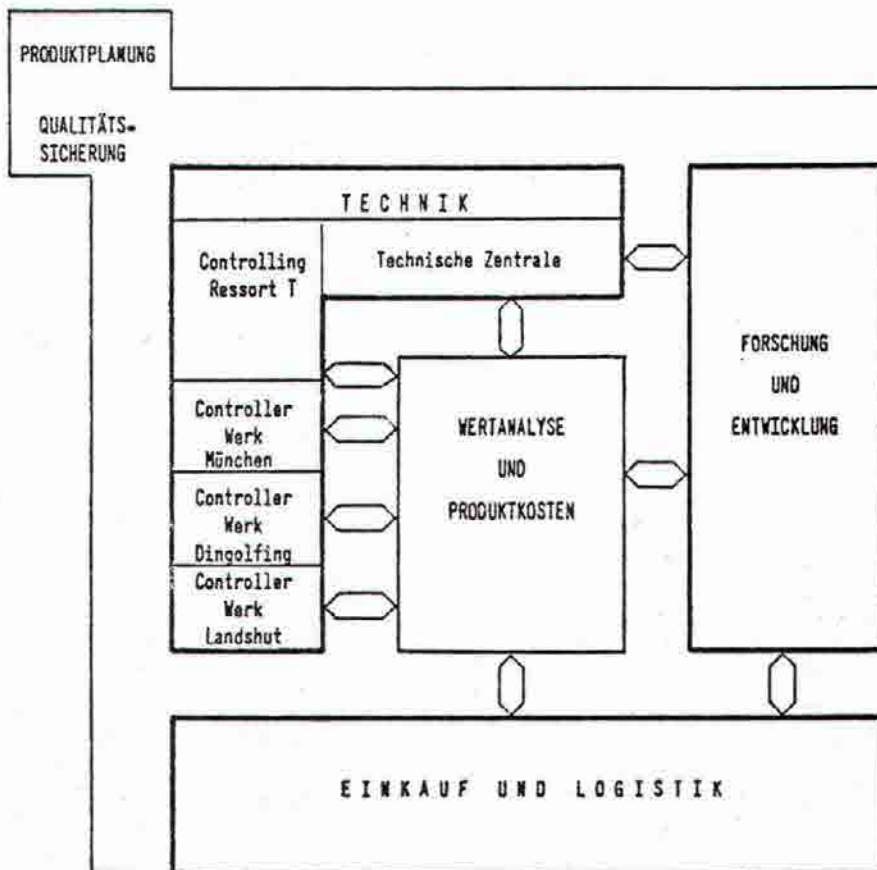 PRODUKTPLANUNG
QUALITÄTS-
SICHERUNG
TECHNIK
Controlling
Ressort T
Technische Zentrale
Controller
Werk
München
Controller
Werk
Dingolfing
Controller
Werk
Landshut
WERTANALYSE
UND
PRODUKTKOSTEN
FORSCHUNG
UND
ENTWICKLUNG
EINKAUF UND LOGISTIK